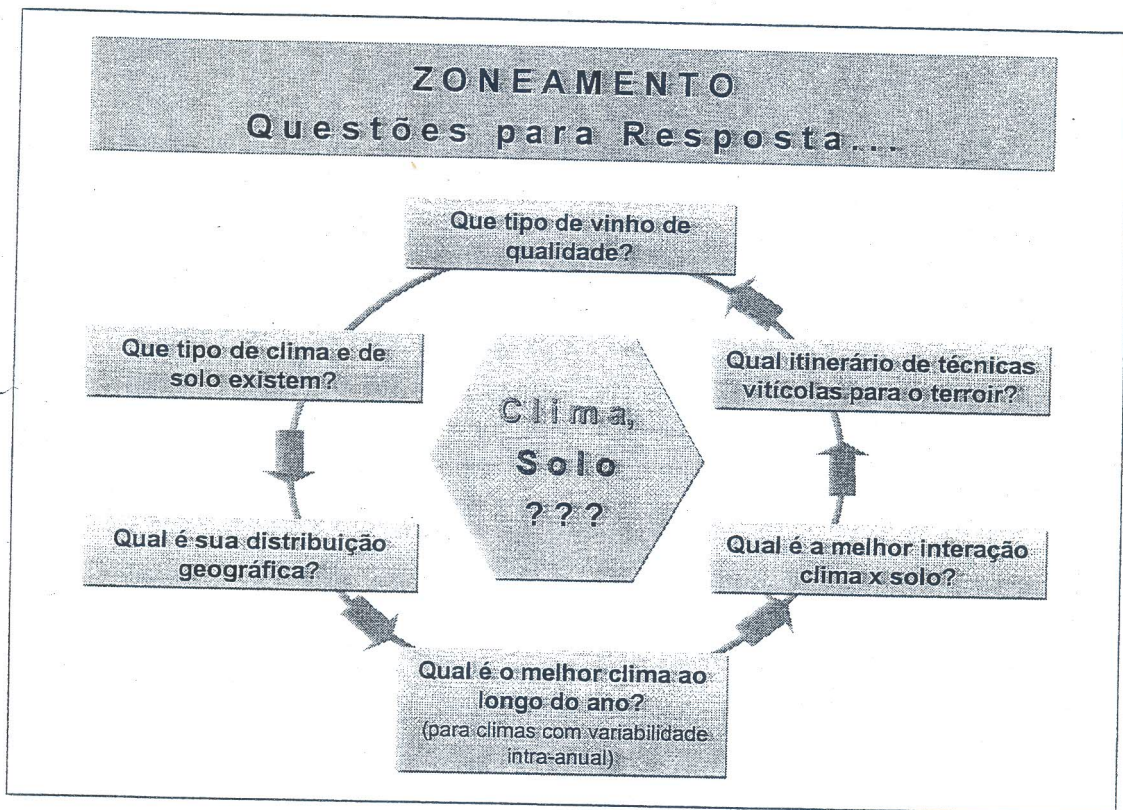 ZONEAMENTO
Questões para Resposta...
Que tipo de vinho de
qualidade?
Que tipo de clima e de
solo existem?
Qual itinerário de técnicas
vitícolas para o terroir?
Clima,
Solo
???
Qual é sua distribuição
geográfica?
Qual é a melhor interação
clima x solo?
Qual é o melhor clima ao
longo do ano?
(para climas com variabilidade
intra-anual)